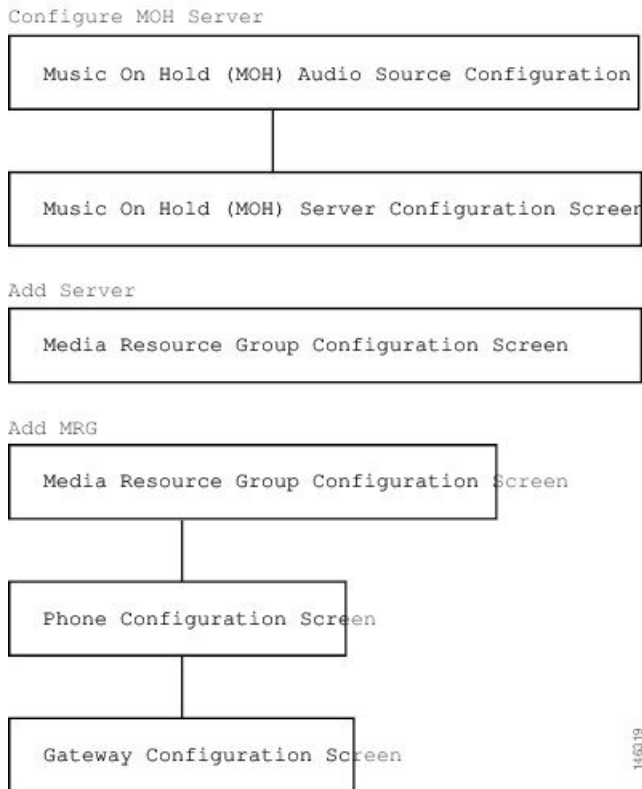 Configure MOH Server
Music On Hold (MOH) Audio Source Configuration
Music On Hold (MOH) Server Configuration Screen
Add Server
Media Resource Group Configuration Screen
Add MRG
Media Resource Group Configuration Screen
Phone Configuration Screen
Gateway Configuration Screen
146319